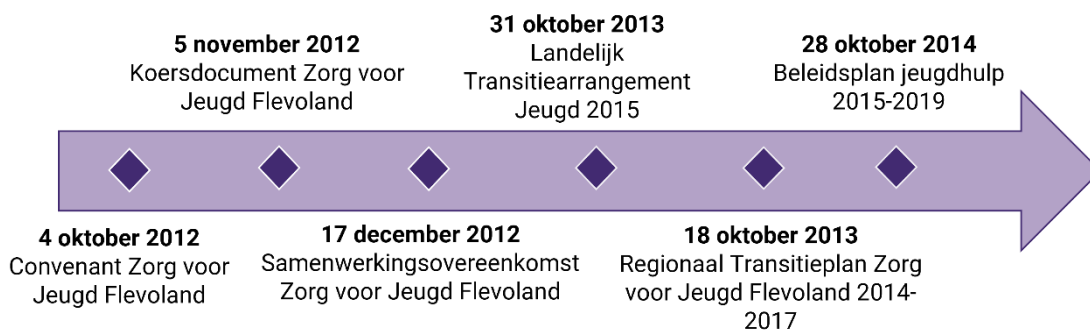 31 oktober 2013
Landelijk
Transitiearrangement
Jeugd 2015
5 november 2012
Koersdocument Zorg voor
Jeugd Flevoland
28 oktober 2014
Beleidsplan jeugdhulp
2015-2019
4 oktober 2012
Convenant Zorg voor
Jeugd Flevoland
17 december 2012
Samenwerkingsovereenkomst
Zorg voor Jeugd Flevoland
18 oktober 2013
Regionaal Transitieplan Zorg
voor Jeugd Flevoland 2014-
2017